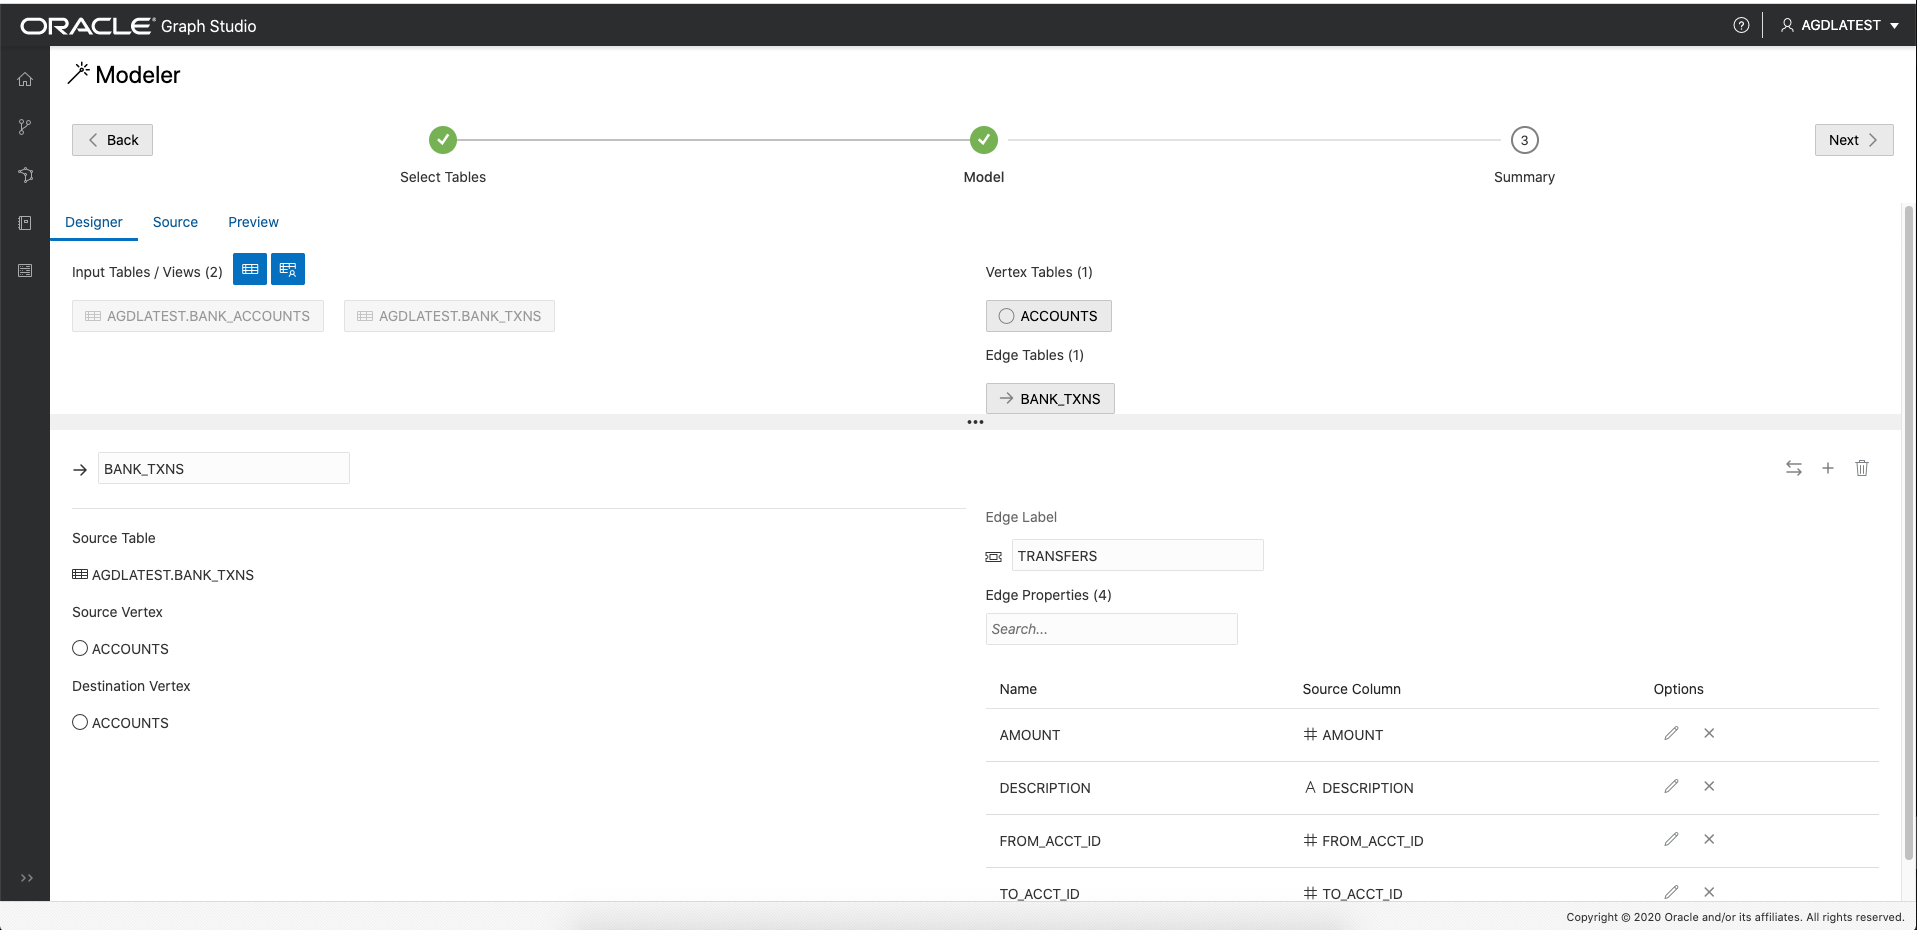 ORACLE® Graph Studio
AGDLATEST
Modeler
Back
3
Next
Select Tables
Model
Summary
Designer
Source
Preview
Input Tables / Views (2)
AGDLATEST.BANK_ACCOUNTS
AGDLATEST.BANK_TXNS
Vertex Tables (1)
ACCOUNTS
Edge Tables (1)
BANK_TXNS
BANK_TXNS
Source Table
AGDLATEST.BANK_TXNS
Source Vertex
ACCOUNTS
Destination Vertex
ACCOUNTS
Edge Label
TRANSFERS
Edge Properties (4)
Search...
Name Source Column Options
AMOUNT # AMOUNT
DESCRIPTION A DESCRIPTION
FROM_ACCT_ID # FROM_ACCT_ID
TO_ACCT_ID # TO_ACCT_ID
Copyright © 2020 Oracle and/or its affiliates. All rights reserved.